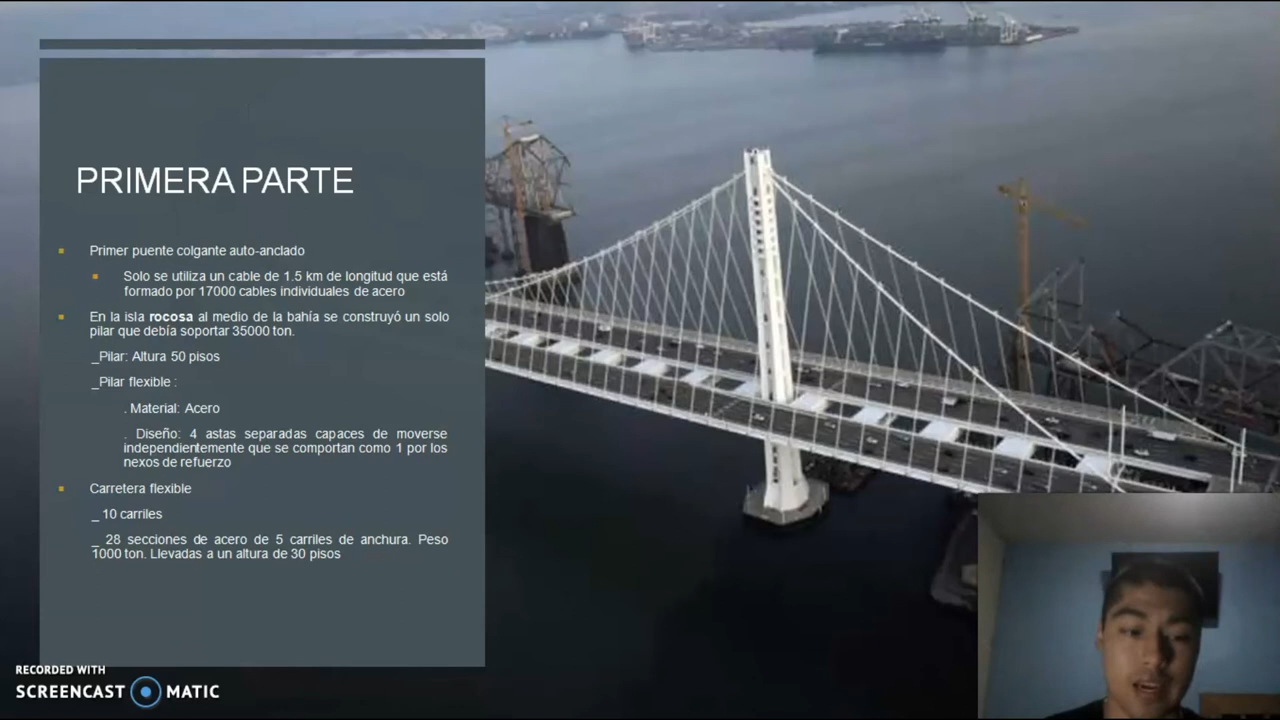 PRIMERA PARTE
Primer puente colgante auto-anclado
Solo se utiliza un cable de 1.5 km de longitud que está
formado por 17000 cables individuales de acero
En la isla rocosa al medio de la bahía se construyó un solo
pilar que debía soportar 35000 ton.
_Pilar: Altura 50 pisos
_Pilar flexible :
. Material: Acero
. Diseño: 4 astas separadas capaces de moverse
independientemente que se comportan como 1 por los
nexos de refuerzo
Carretera flexible
_ 10 carriles
_ 28 secciones de acero de 5 carriles de anchura. Peso
1000 ton. Llevadas a un altura de 30 pisos
RECORDED WITH
SCREENCAST MATIC